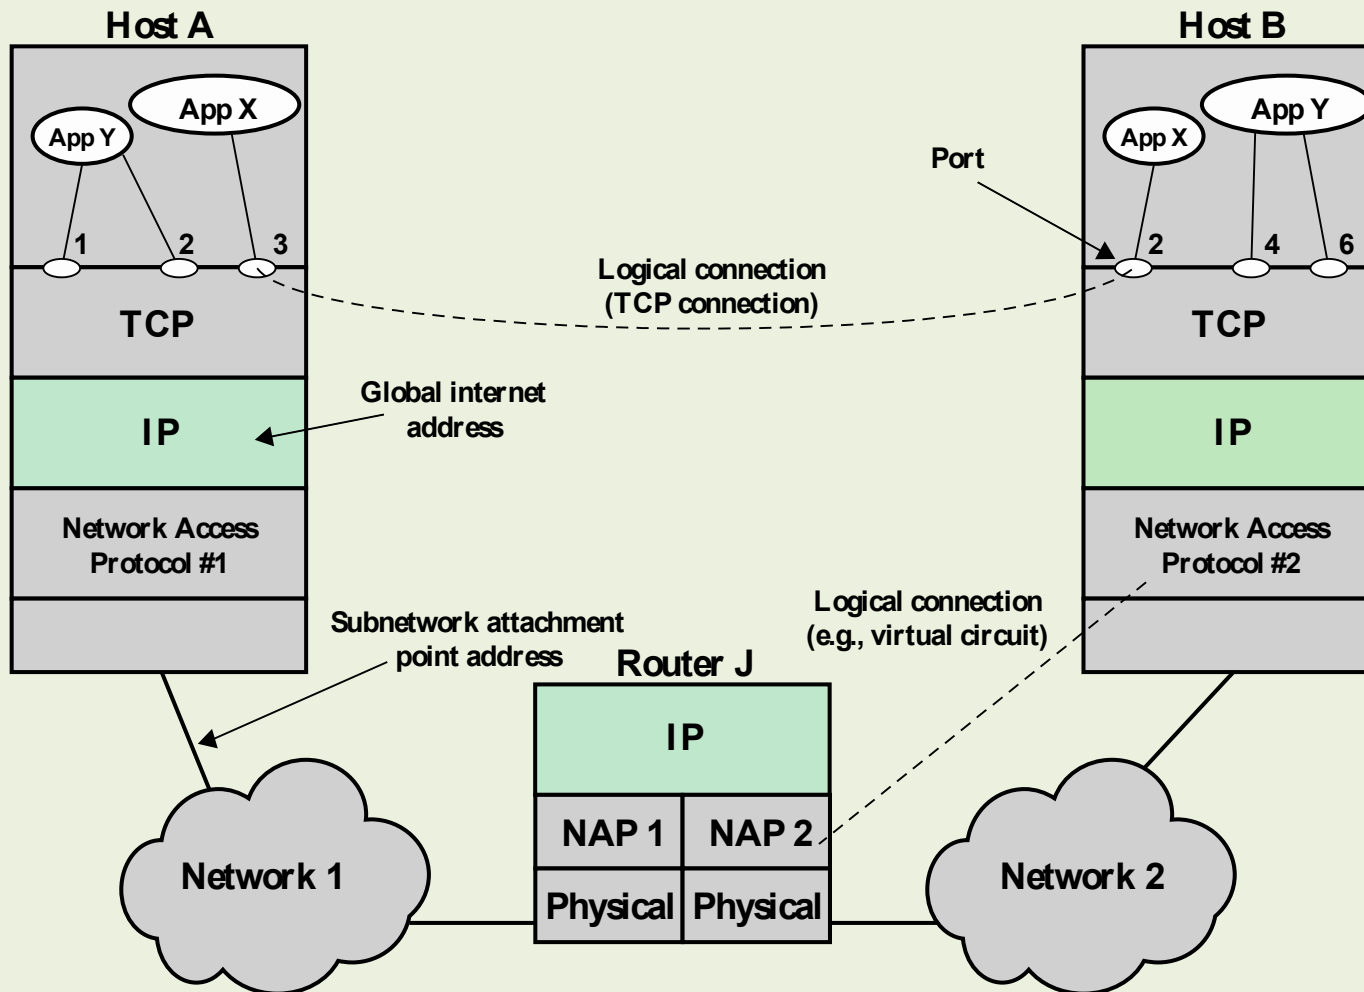 Host A
Host B
App X
App Y
App Y
App X
Port
1
2
3
2
4
6
Logical connection
(TCP connection)
TCP
TCP
Global internet
address
IP
IP
Network Access
Protocol #1
Network Access
Protocol #2
Logical connection
(e.g., virtual circuit)
Subnetwork attachment
point address
Router J
IP
NAP 1
NAP 2
Network 1
Network 2
Physical
Physical